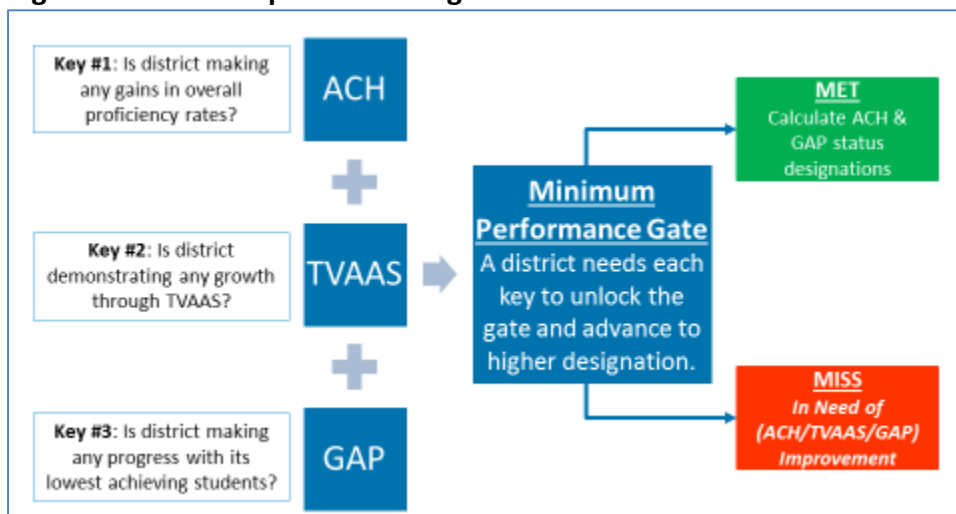 Key #1: Is district making
any gains in overall
proficiency rates?
ACH
Key #2: Is district
demonstrating any growth
through TVAAS?
TVAAS
Key #3: Is district making
any progress with its
lowest achieving students?
GAP
Minimum
Performance Gate
A district needs each
key to unlock the
gate and advance to
higher designation.
MET
Calculate ACH &
GAP status
designations
MISS
In Need of
(ACH/TVAAS/GAP)
Improvement